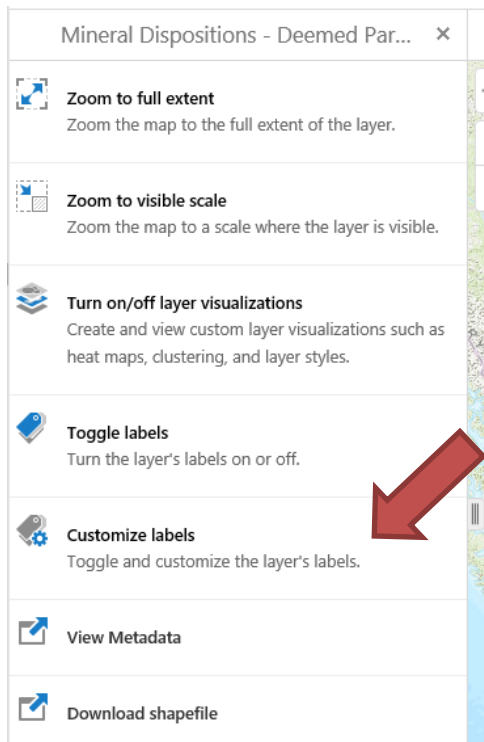 Mineral Dispositions - Deemed Par... ×
Zoom to full extent
Zoom the map to the full extent of the layer.
Zoom to visible scale
Zoom the map to a scale where the layer is visible.
Turn on/off layer visualizations
Create and view custom layer visualizations such as
heat maps, clustering, and layer styles.
Toggle labels
Turn the layer's labels on or off.
Customize labels
Toggle and customize the layer's labels.
View Metadata
Download shapefile